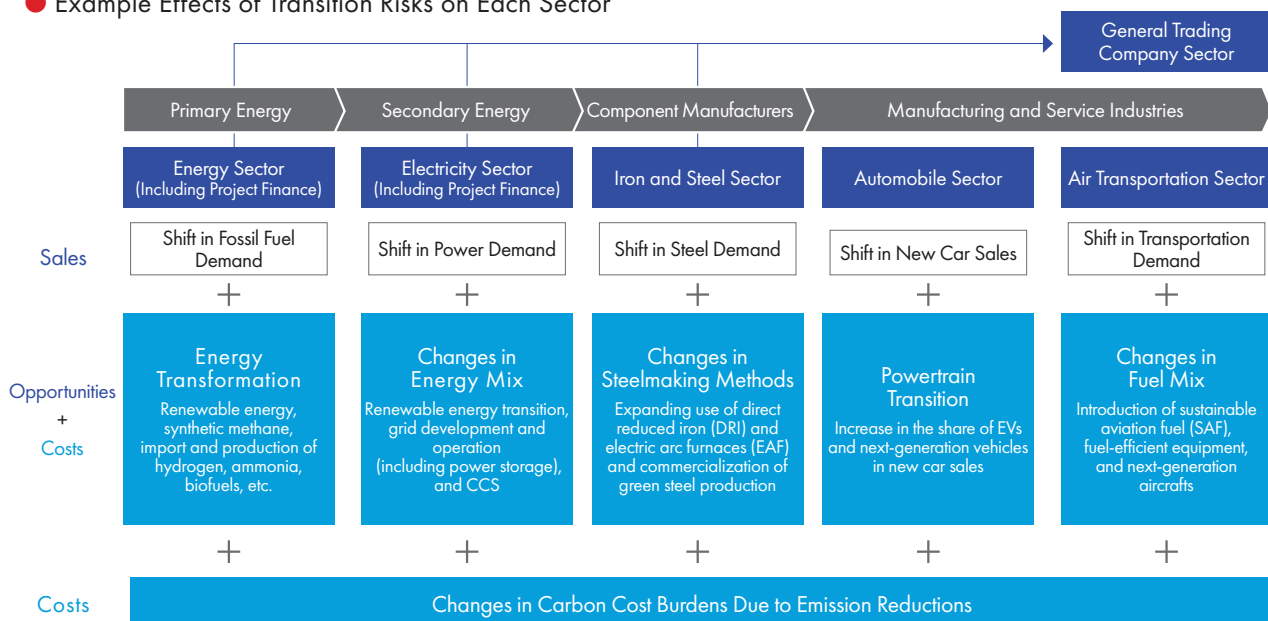 Example Effects of Transition Risks on Each Sector
General Trading
Company Sector
Primary Energy
Secondary Energy
Component Manufacturers
Manufacturing and Service Industries
Energy Sector
(Including Project Finance)
Electricity Sector
(Including Project Finance)
Iron and Steel Sector
Automobile Sector
Air Transportation Sector
Sales
Shift in Fossil Fuel
Demand
Shift in Power Demand
Shift in Steel Demand
Shift in New Car Sales
Shift in Transportation
Demand
+
+
+
+
+
Opportunities
+
Costs
Energy
Transformation
Renewable energy,
synthetic methane,
import and production of
hydrogen, ammonia,
biofuels, etc.
Changes in
Energy Mix
Renewable energy transition,
grid development and
operation
(including power storage),
and CCS
Changes in
Steelmaking Methods
Expanding use of direct
reduced iron (DRI) and
electric arc furnaces (EAF)
and commercialization of
green steel production
Powertrain
Transition
Increase in the share of EVs
and next-generation vehicles
in new car sales
Changes in
Fuel Mix
Introduction of sustainable
aviation fuel (SAF),
fuel-efficient equipment,
and next-generation
aircrafts
+
+
+
+
+
Costs
Changes in Carbon Cost Burdens Due to Emission Reductions